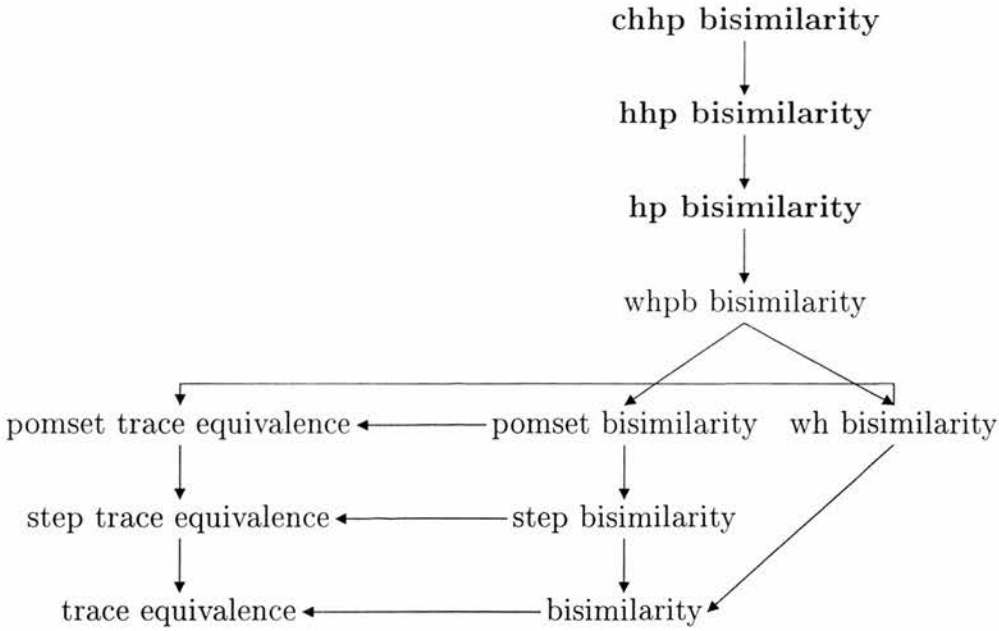 chhp bisimilarity
hhp bisimilarity
hp bisimilarity
whpb bisimilarity
pomset trace equivalence pomset bisimilarity wh bisimilarity
step trace equivalence step bisimilarity
trace equivalence bisimilarity